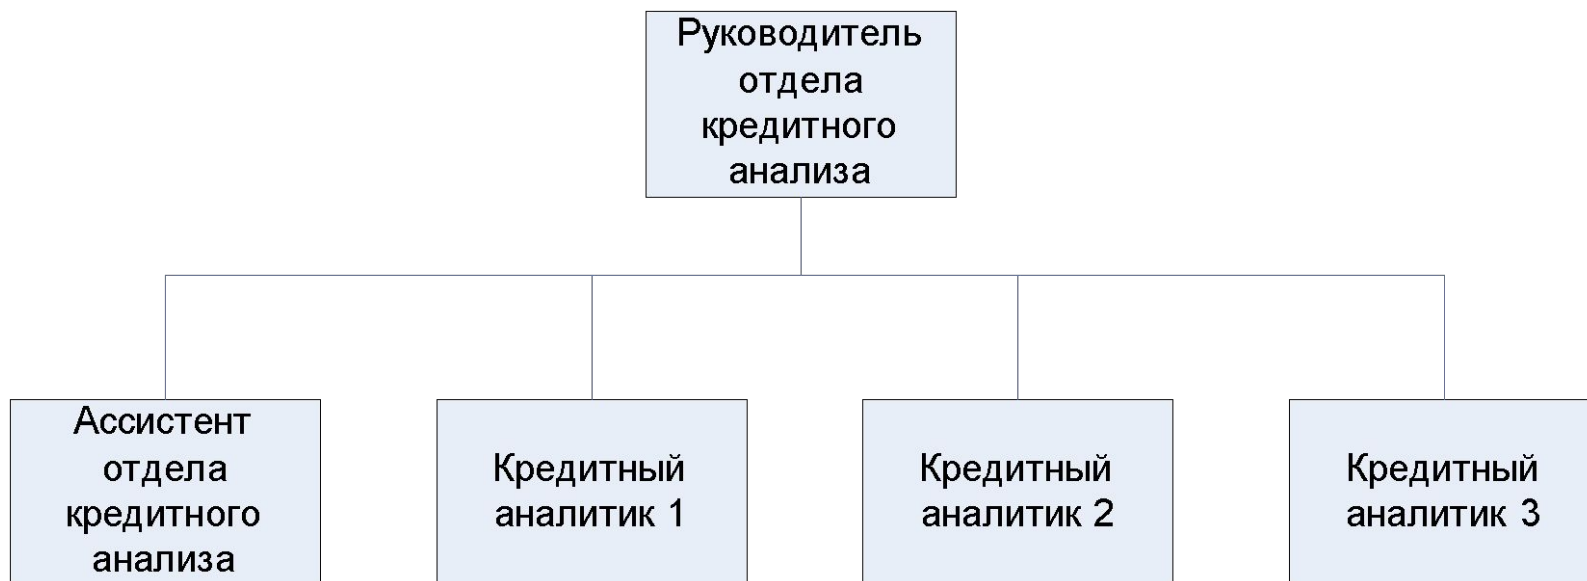 Руководитель
отдела
кредитного
анализа
Ассистент
отдела
кредитного
анализа
Кредитный
аналитик 1
Кредитный
аналитик 2
Кредитный
аналитик 3